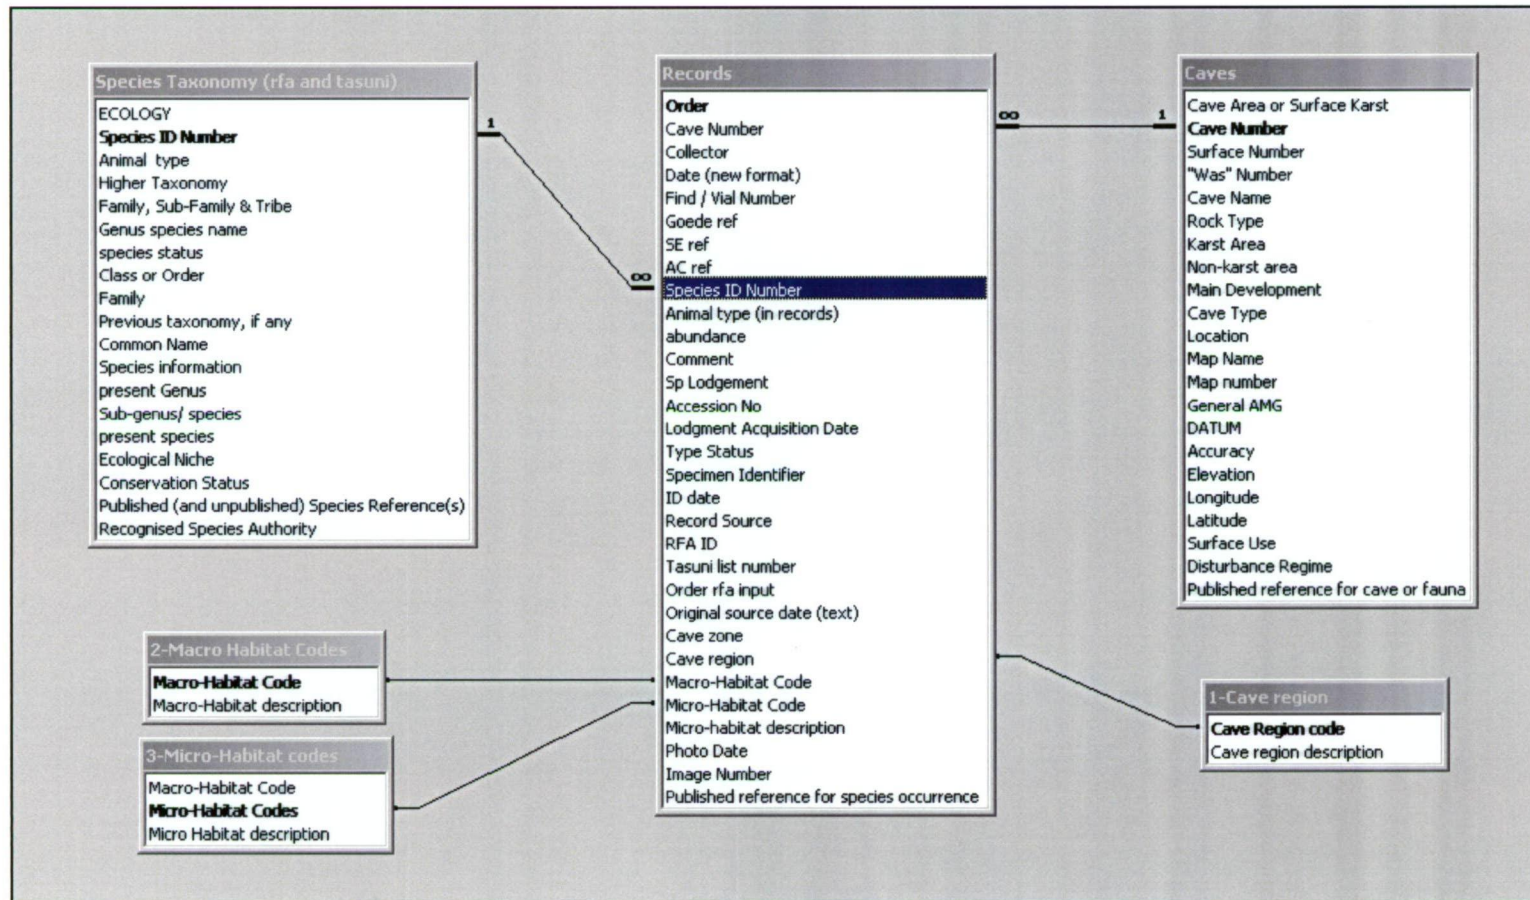 Species Taxonomy (rfa and tasuni)
ECOLOGY
Species ID Number
Animal type
Higher Taxonomy
Family, Sub-Family & Tribe
Genus species name
species status
Class or Order
Family
Previous taxonomy, if any
Common Name
Species information
present Genus
Sub-genus/ species
present species
Ecological Niche
Conservation Status
Published (and unpublished) Species Reference(s)
Recognised Species Authority
1
∞
2-Macro Habitat Codes
Macro-Habitat Code
Macro-Habitat description
3-Micro-Habitat codes
Macro-Habitat Code
Micro-Habitat Codes
Micro Habitat description
Records
Order
Cave Number
Collector
Date (new format)
Find / Vial Number
Goede ref
SE ref
AC ref
Species ID Number
Animal type (in records)
abundance
Comment
Sp Lodgement
Accession No
Lodgment Acquisition Date
Type Status
Specimen Identifier
ID date
Record Source
RFA ID
Tasuni list number
Order rfa input
Original source date (text)
Cave zone
Cave region
Macro-Habitat Code
Micro-Habitat Code
Micro-habitat description
Photo Date
Image Number
Published reference for species occurrence
∞
1
Caves
Cave Area or Surface Karst
Cave Number
Surface Number
"Was" Number
Cave Name
Rock Type
Karst Area
Non-karst area
Main Development
Cave Type
Location
Map Name
Map number
General AMG
DATUM
Accuracy
Elevation
Longitude
Latitude
Surface Use
Disturbance Regime
Published reference for cave or fauna
1-Cave region
Cave Region code
Cave region description